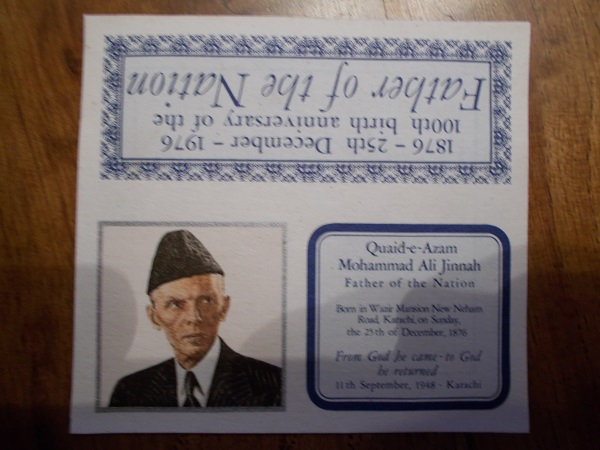 1876 – 25th December – 1976
100th birth anniversary of the
Father of the Nation
Quaid-e-Azam
Mohammad Ali Jinnah
Father of the Nation
Born in Wazir Mansion New Neham
Road, Karachi, on Sunday,
the 25th of December, 1876
From God he came - to God
he returned
11th September, 1948 - Karachi